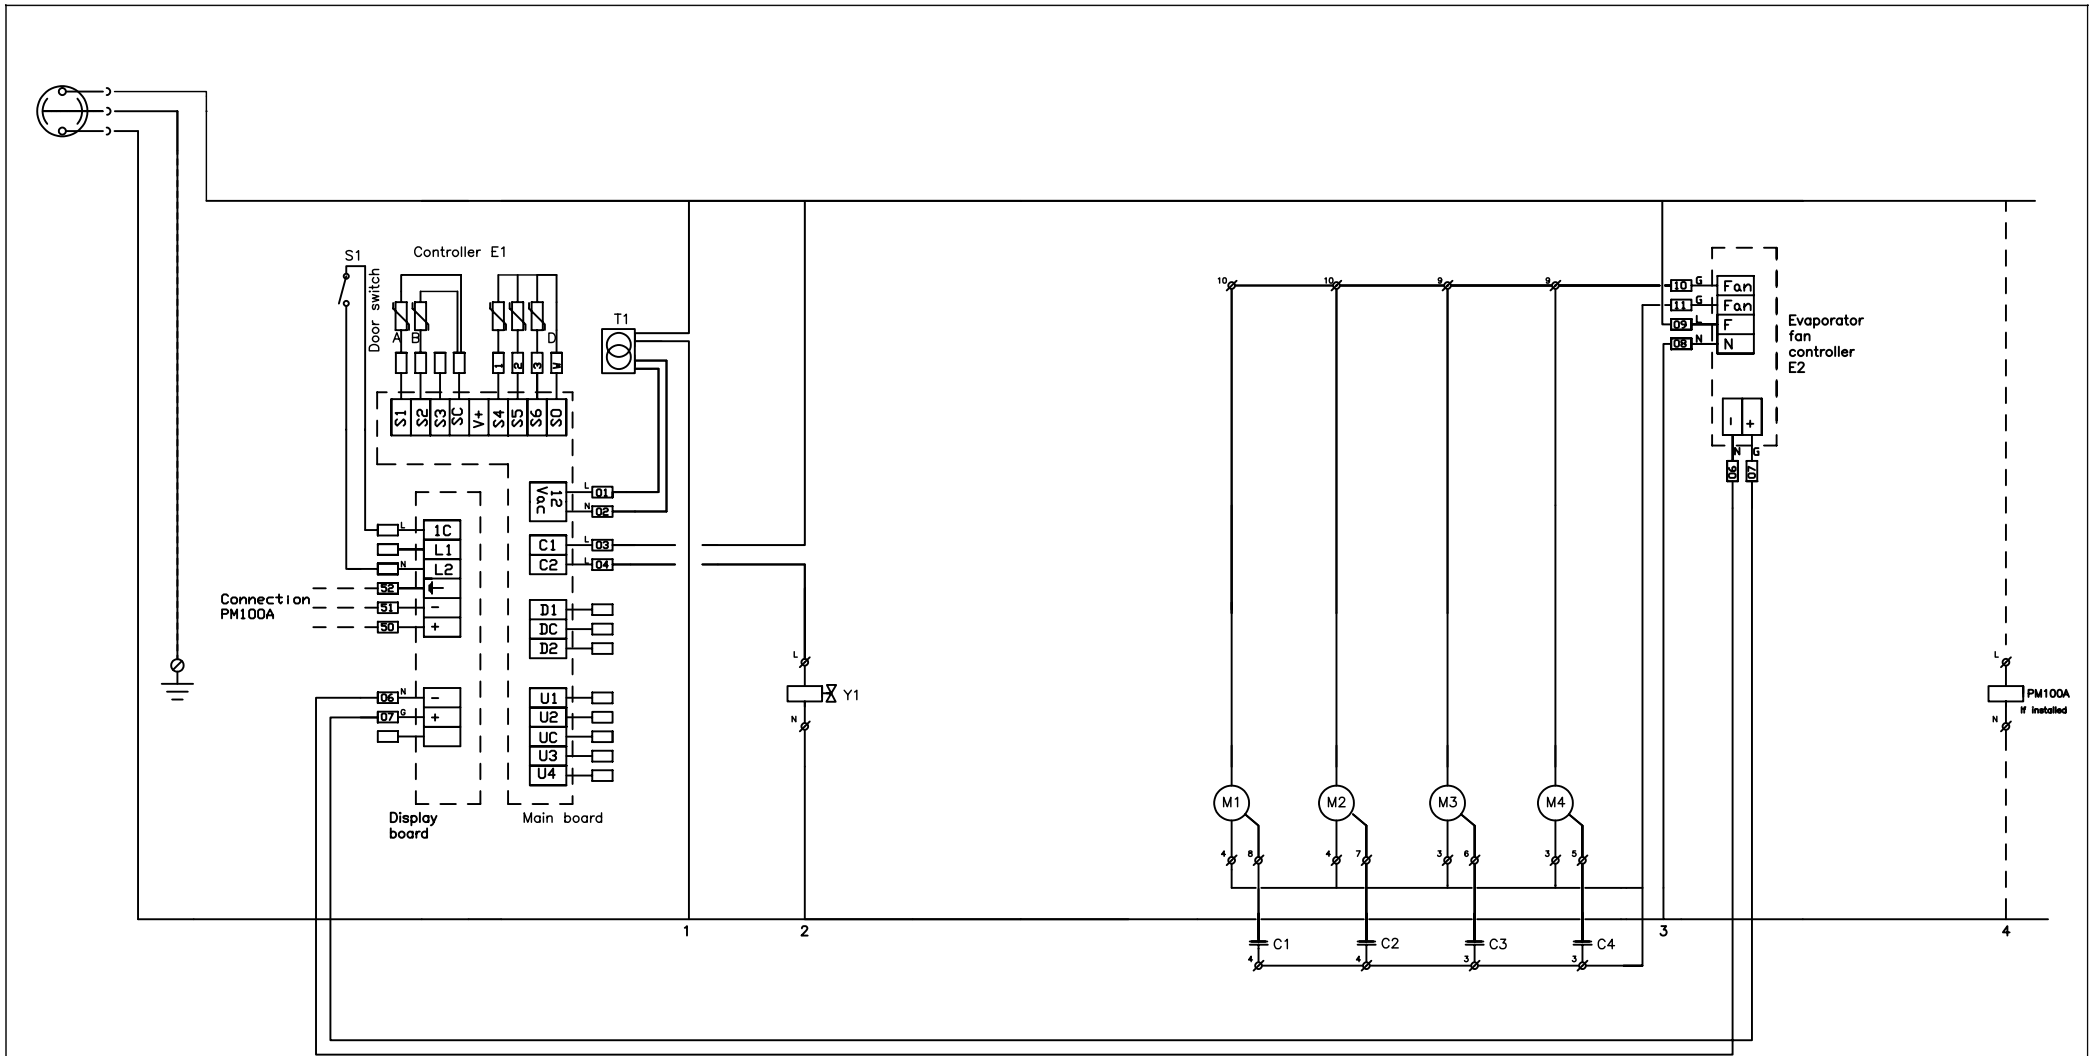 S1
Door switch
Controller E1
A B
D
1 2 3 W
S1 S2 S3 SC V+ S4 S5 S6 S0
T1
12 Vac
L 01
N 02
C1 L 03
C2 L 04
D1
DC
D2
U1
U2
UC
U3
U4
Main board
L 1C
L1
N L2
52
51 -
50 +
Connection
PM100A
06 N -
07 G +
Display
board
L
Y1
N
10 10 9 9
M1 M2 M3 M4
4 8 4 7 3 6 3 5
C1 C2 C3 C4
4 4 3 3
10 G Fan
11 G Fan
09 L F
08 N N
Evaporator
fan
controller
E2
- +
N G
06 07
L
PM100A
If installed
N
1 2 3 4